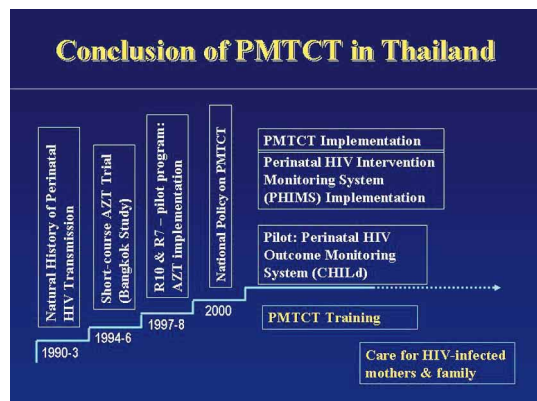 Conclusion of PMTCT in Thailand
Natural History of Perinatal
HIV Transmission
Short-course AZT Trial
(Bangkok Study)
R10 & R7 – pilot program:
AZT implementation
National Policy on PMTCT
PMTCT Implementation
Perinatal HIV Intervention
Monitoring System
(PHIMS) Implementation
Pilot: Perinatal HIV
Outcome Monitoring
System (CHILd)
1990-3
1994-6
1997-8
2000
PMTCT Training
Care for HIV-infected
mothers & family